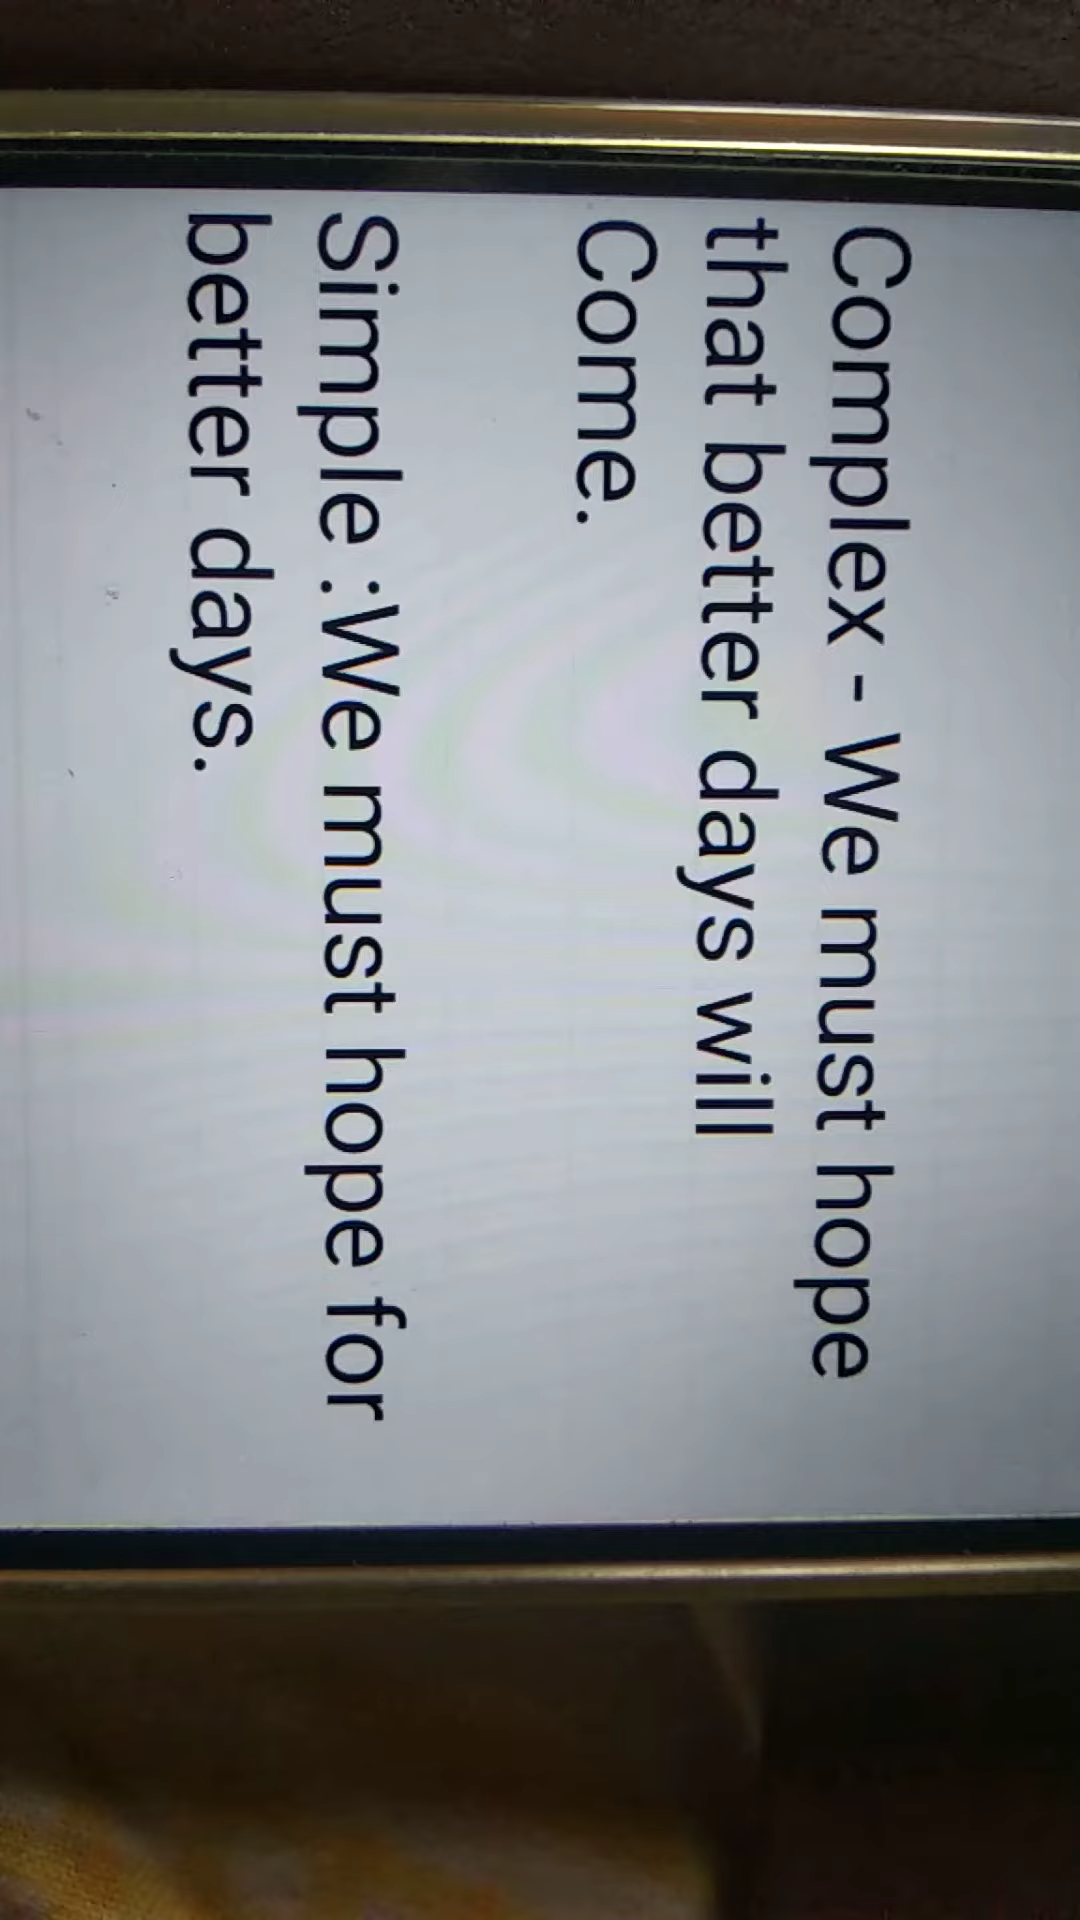 Complex - We must hope
that better days will
Come.
Simple :We must hope for
better days.